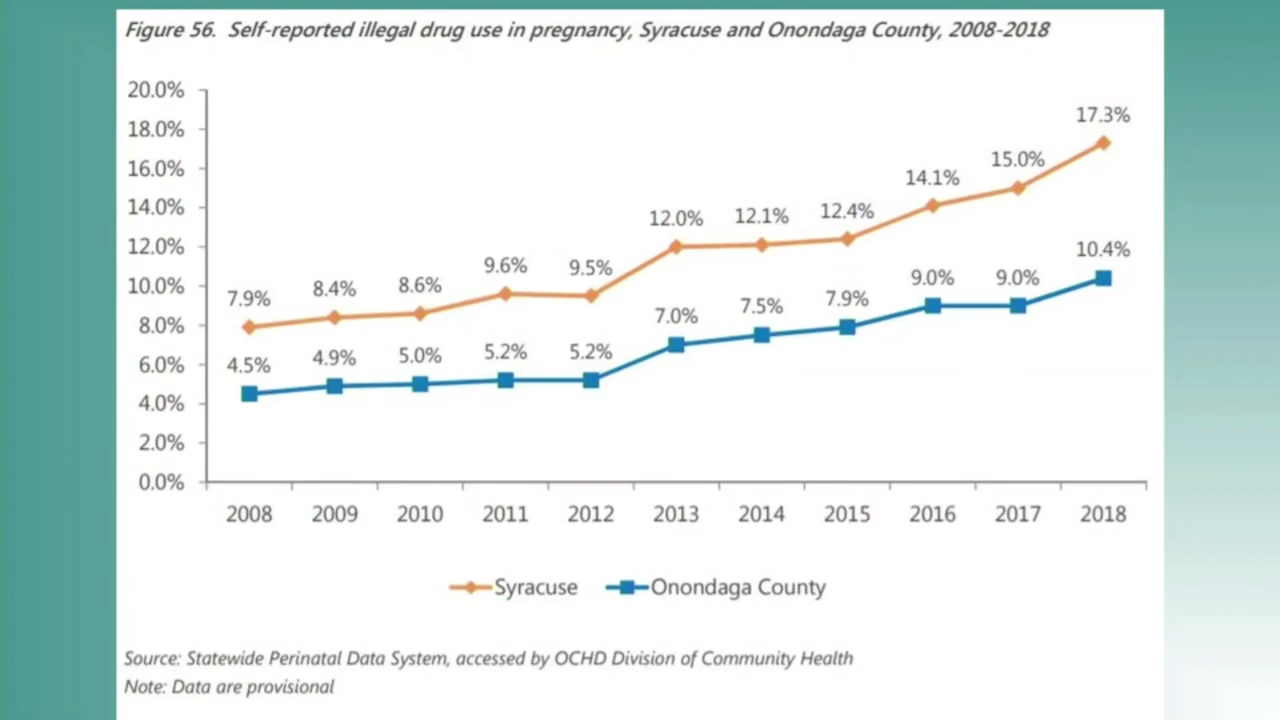 Figure 56. Self-reported illegal drug use in pregnancy, Syracuse and Onondaga County, 2008-2018
20.0%
18.0%
16.0%
14.0%
12.0%
10.0%
8.0%
6.0%
4.0%
2.0%
0.0%
7.9% 8.4% 8.6% 9.6% 9.5% 12.0% 12.1% 12.4% 14.1% 15.0% 17.3%
4.5% 4.9% 5.0% 5.2% 5.2% 7.0% 7.5% 7.9% 9.0% 9.0% 10.4%
2008 2009 2010 2011 2012 2013 2014 2015 2016 2017 2018
Syracuse Onondaga County
Source: Statewide Perinatal Data System, accessed by OCHD Division of Community Health
Note: Data are provisional